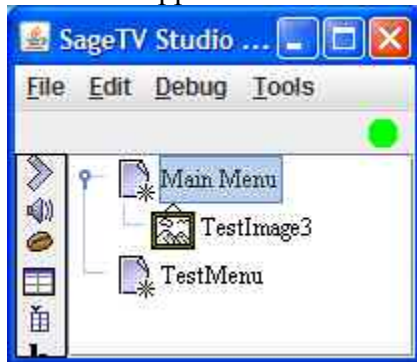 SageTV Studio ...
File Edit Debug Tools
Main Menu
TestImage3
TestMenu